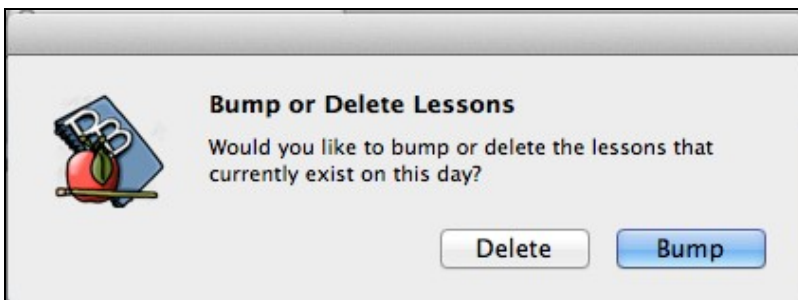 Bump or Delete Lessons
Would you like to bump or delete the lessons that
currently exist on this day?
Delete Bump